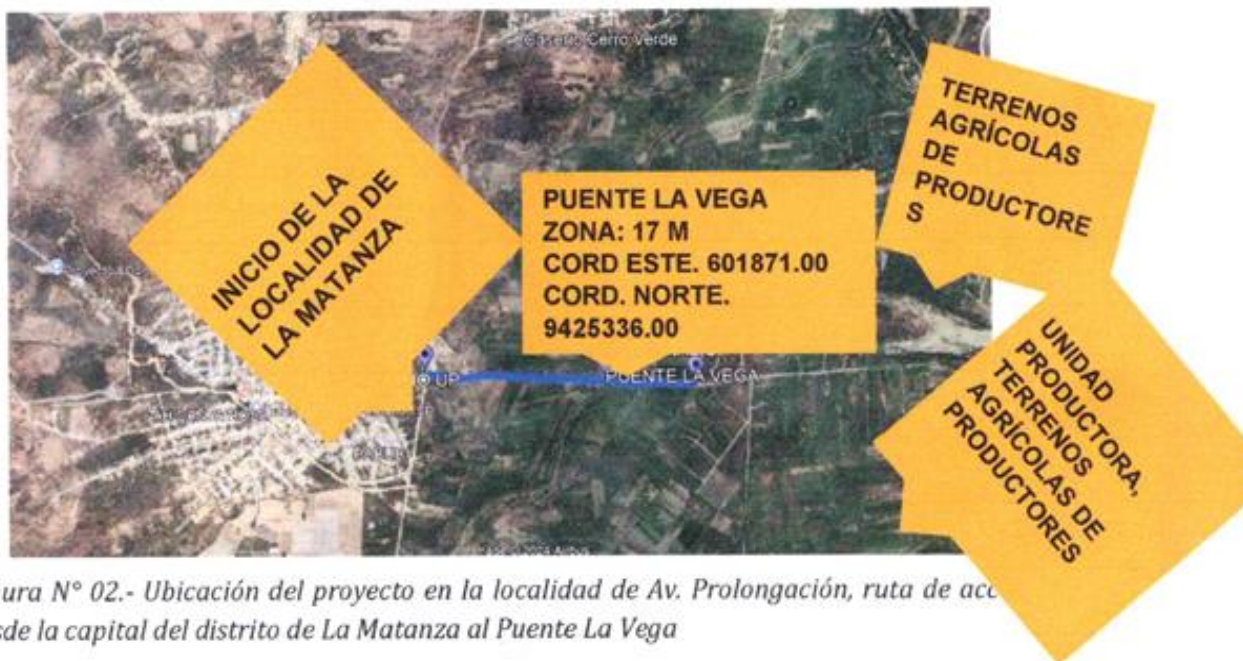 Caserio Cerro Verde
INICIO DE LA
LOCALIDAD DE
LA MATANZA
PUENTE LA VEGA
ZONA: 17 M
CORD ESTE. 601871.00
CORD. NORTE.
9425336.00
TERRENOS
AGRÍCOLAS
DE
PRODUCTORE
S
UNIDAD
PRODUCTORA,
TERRENOS
AGRÍCOLAS DE
PRODUCTORES
UP
PUENTE LA VEGA
ura N° 02.- Ubicación del proyecto en la localidad de Av. Prolongación, ruta de acc
sde la capital del distrito de La Matanza al Puente La Vega